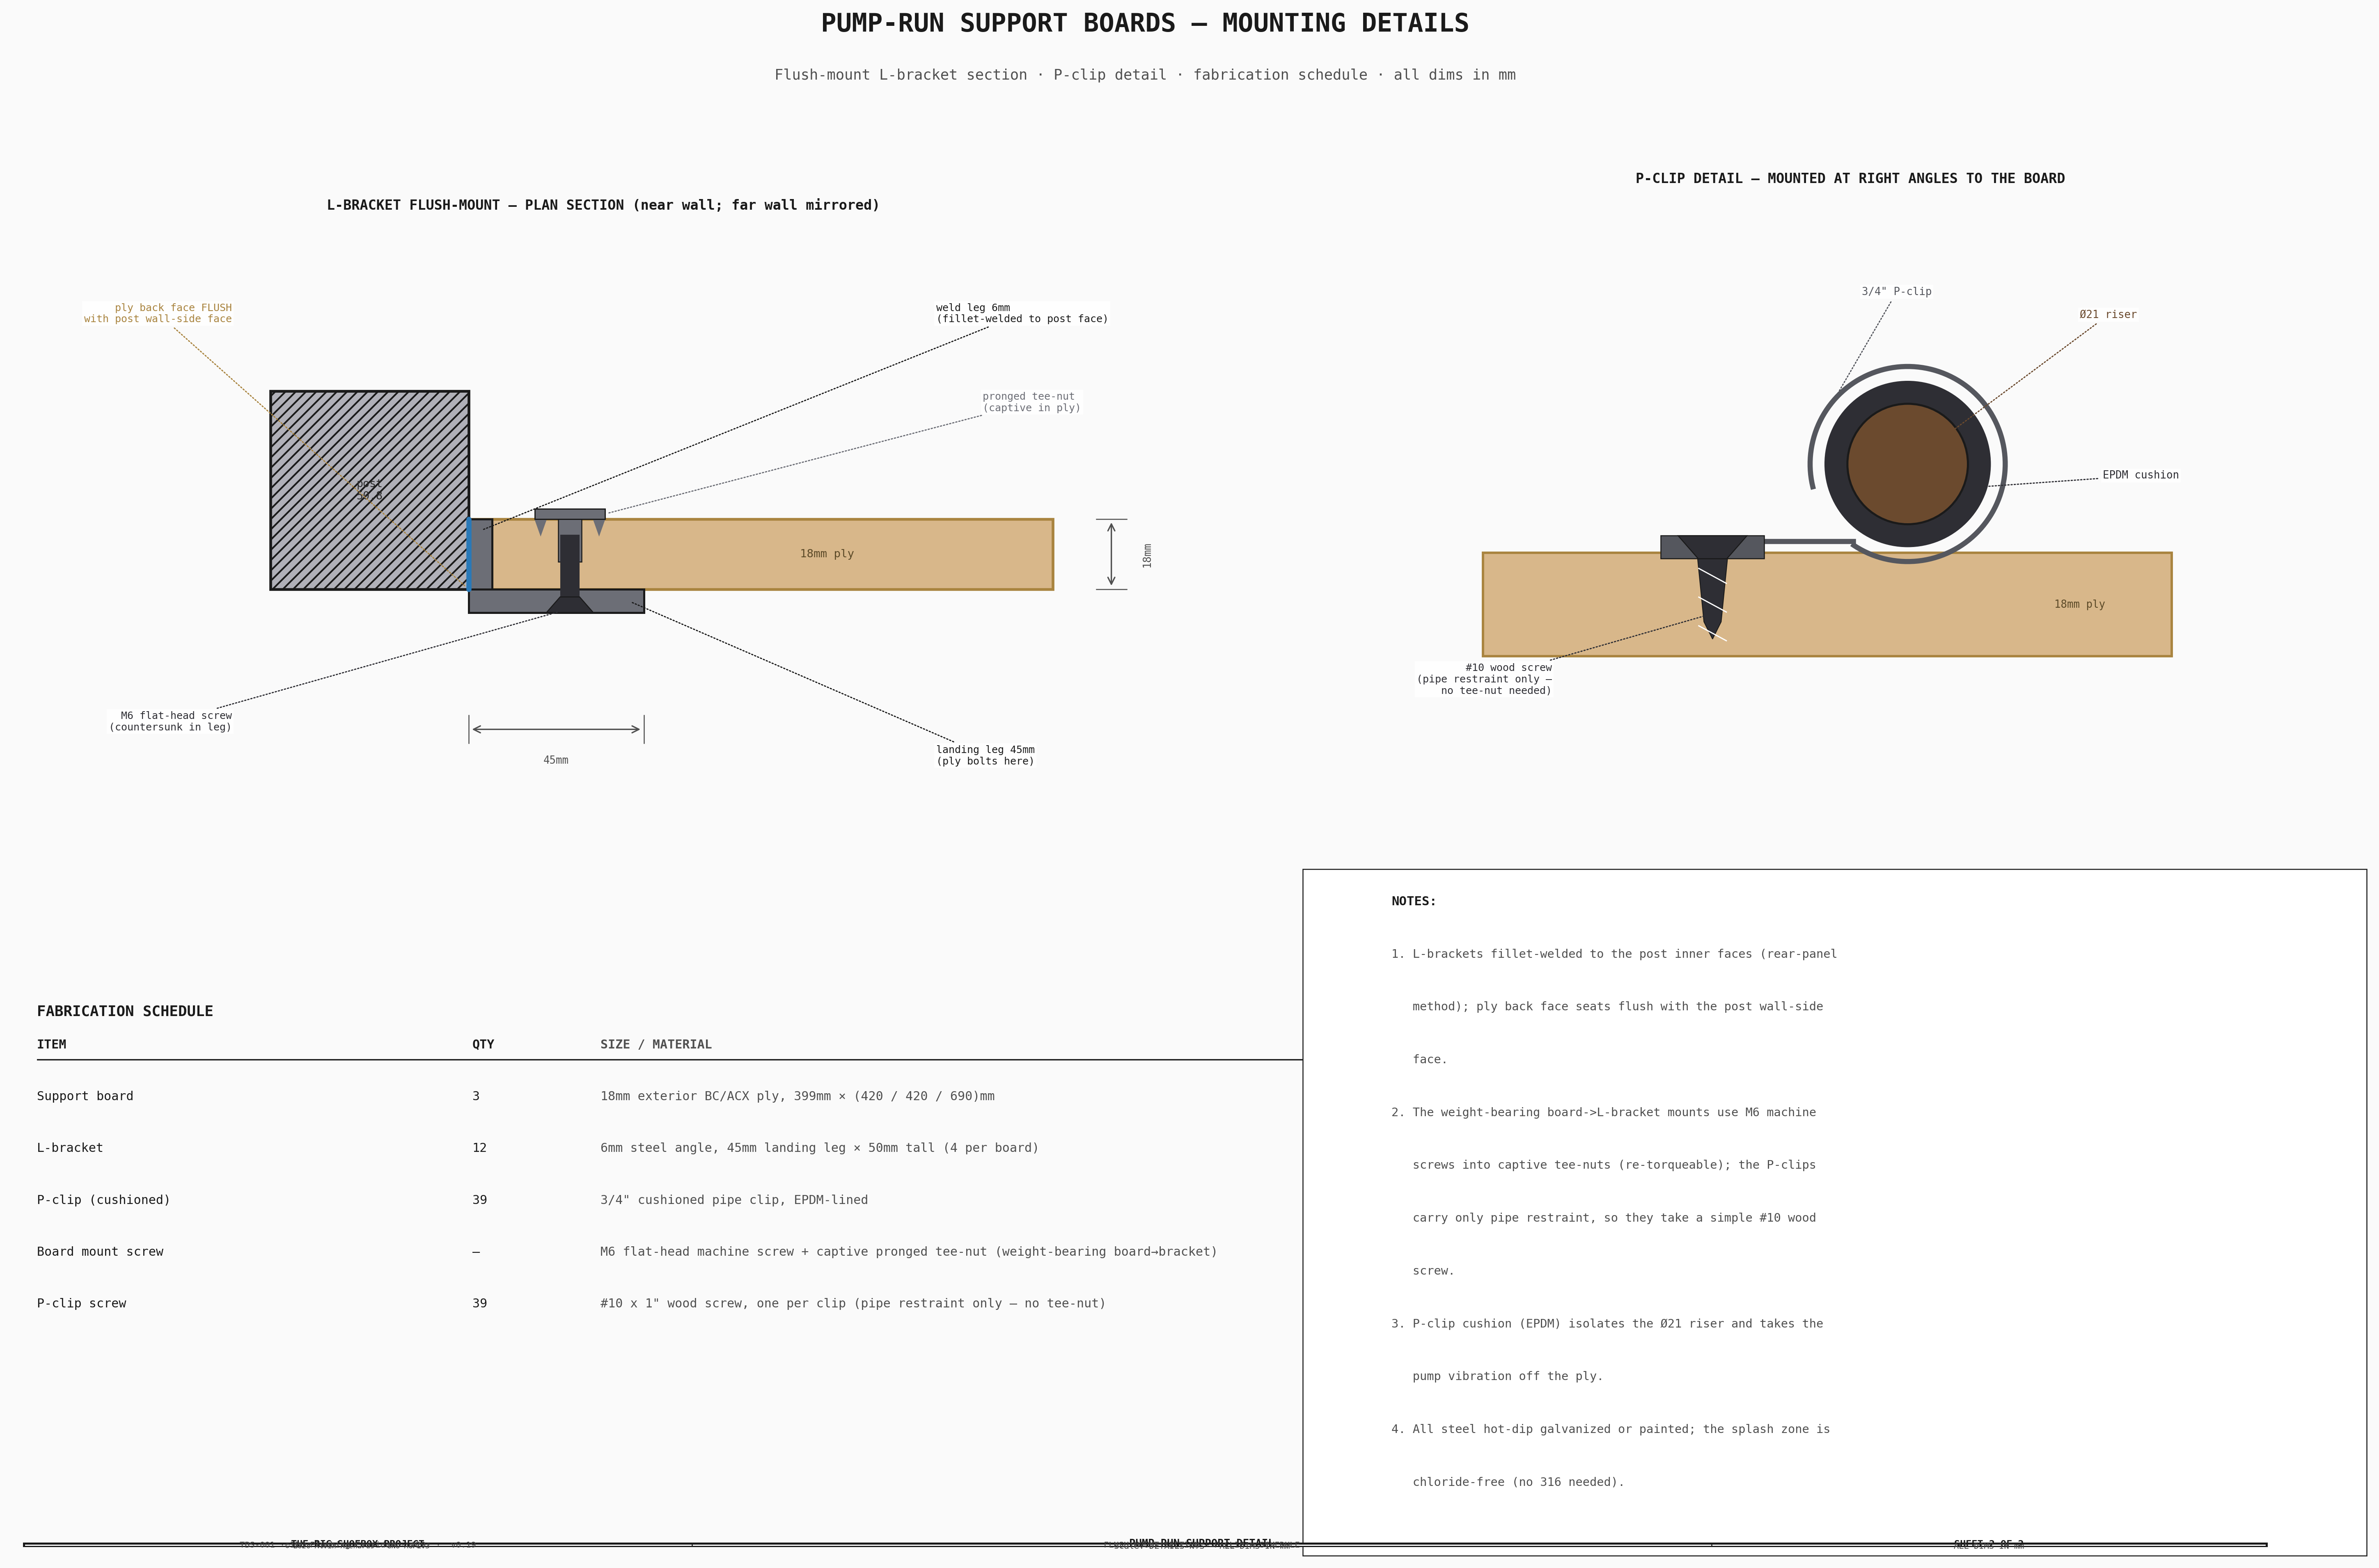 PUMP-RUN SUPPORT BOARDS — MOUNTING DETAILS
Flush-mount L-bracket section · P-clip detail · fabrication schedule · all dims in mm
L-BRACKET FLUSH-MOUNT — PLAN SECTION (near wall; far wall mirrored)
ply back face FLUSH
with post wall-side face
weld leg 6mm
(fillet-welded to post face)
pronged tee-nut
(captive in ply)
post
18mm ply
18mm
M6 flat-head screw
(countersunk in leg)
45mm
landing leg 45mm
(ply bolts here)
P-CLIP DETAIL — MOUNTED AT RIGHT ANGLES TO THE BOARD
3/4" P-clip
Ø21 riser
EPDM cushion
18mm ply
#10 wood screw
(pipe restraint only —
no tee-nut needed)
FABRICATION SCHEDULE
ITEM QTY SIZE / MATERIAL
Support board 3 18mm exterior BC/ACX ply, 399mm × (420 / 420 / 690)mm
L-bracket 12 6mm steel angle, 45mm landing leg × 50mm tall (4 per board)
P-clip (cushioned) 39 3/4" cushioned pipe clip, EPDM-lined
Board mount screw — M6 flat-head machine screw + captive pronged tee-nut (weight-bearing board→bracket)
P-clip screw 39 #10 x 1" wood screw, one per clip (pipe restraint only — no tee-nut)
NOTES:
1. L-brackets fillet-welded to the post inner faces (rear-panel
method); ply back face seats flush with the post wall-side
face.
2. The weight-bearing board->L-bracket mounts use M6 machine
screws into captive tee-nuts (re-torqueable); the P-clips
carry only pipe restraint, so they take a simple #10 wood
screw.
3. P-clip cushion (EPDM) isolates the Ø21 riser and takes the
pump vibration off the ply.
4. All steel hot-dip galvanized or painted; the splash zone is
chloride-free (no 316 needed).
THE BIG SHOEBOX PROJECT
PUMP-RUN SUPPORT DETAIL
SHEET 2 OF 2